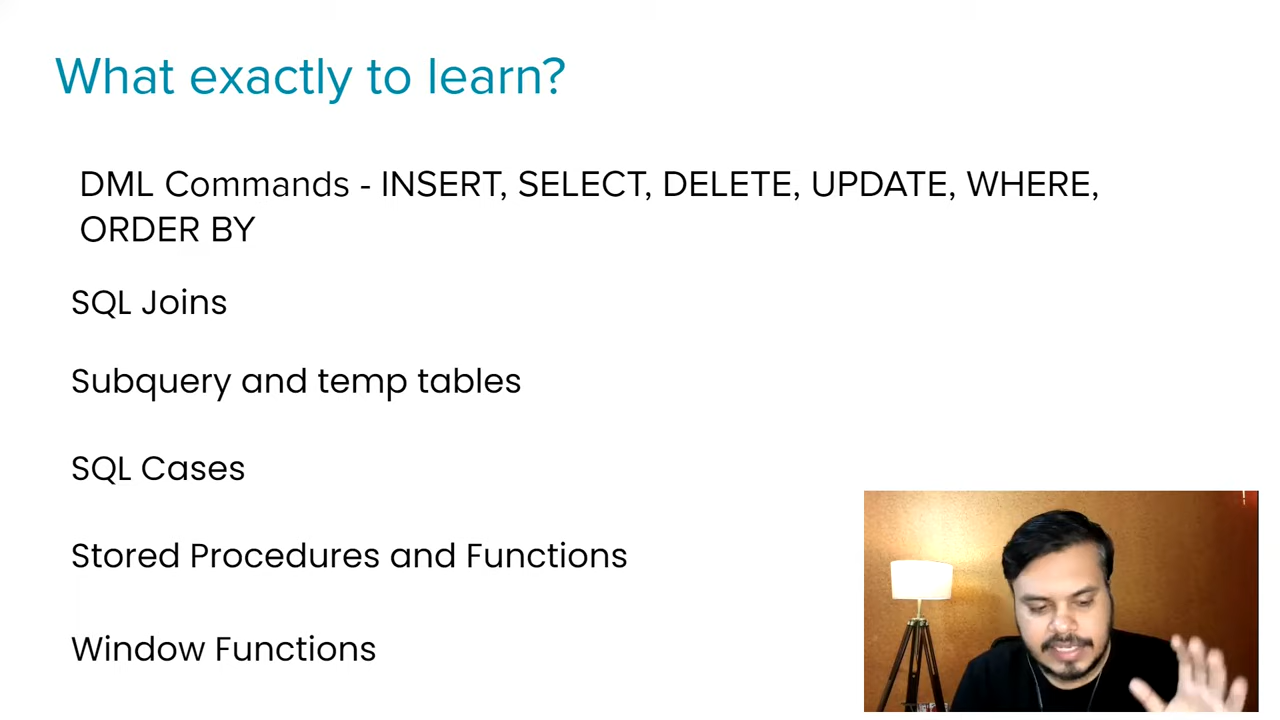 What exactly to learn?
DML Commands - INSERT, SELECT, DELETE, UPDATE, WHERE,
ORDER BY
SQL Joins
Subquery and temp tables
SQL Cases
Stored Procedures and Functions
Window Functions